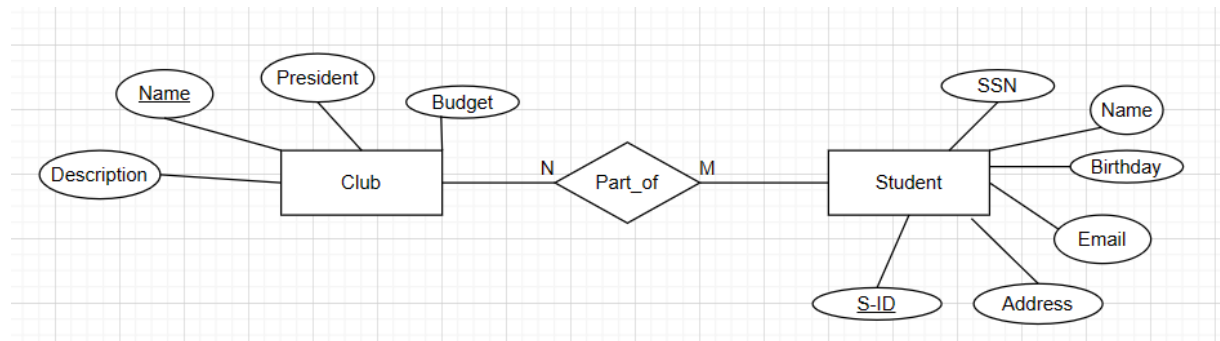 President
SSN
Name
Budget
Name
Description
Club
N
Part_of
M
Student
Birthday
Email
S-ID
Address